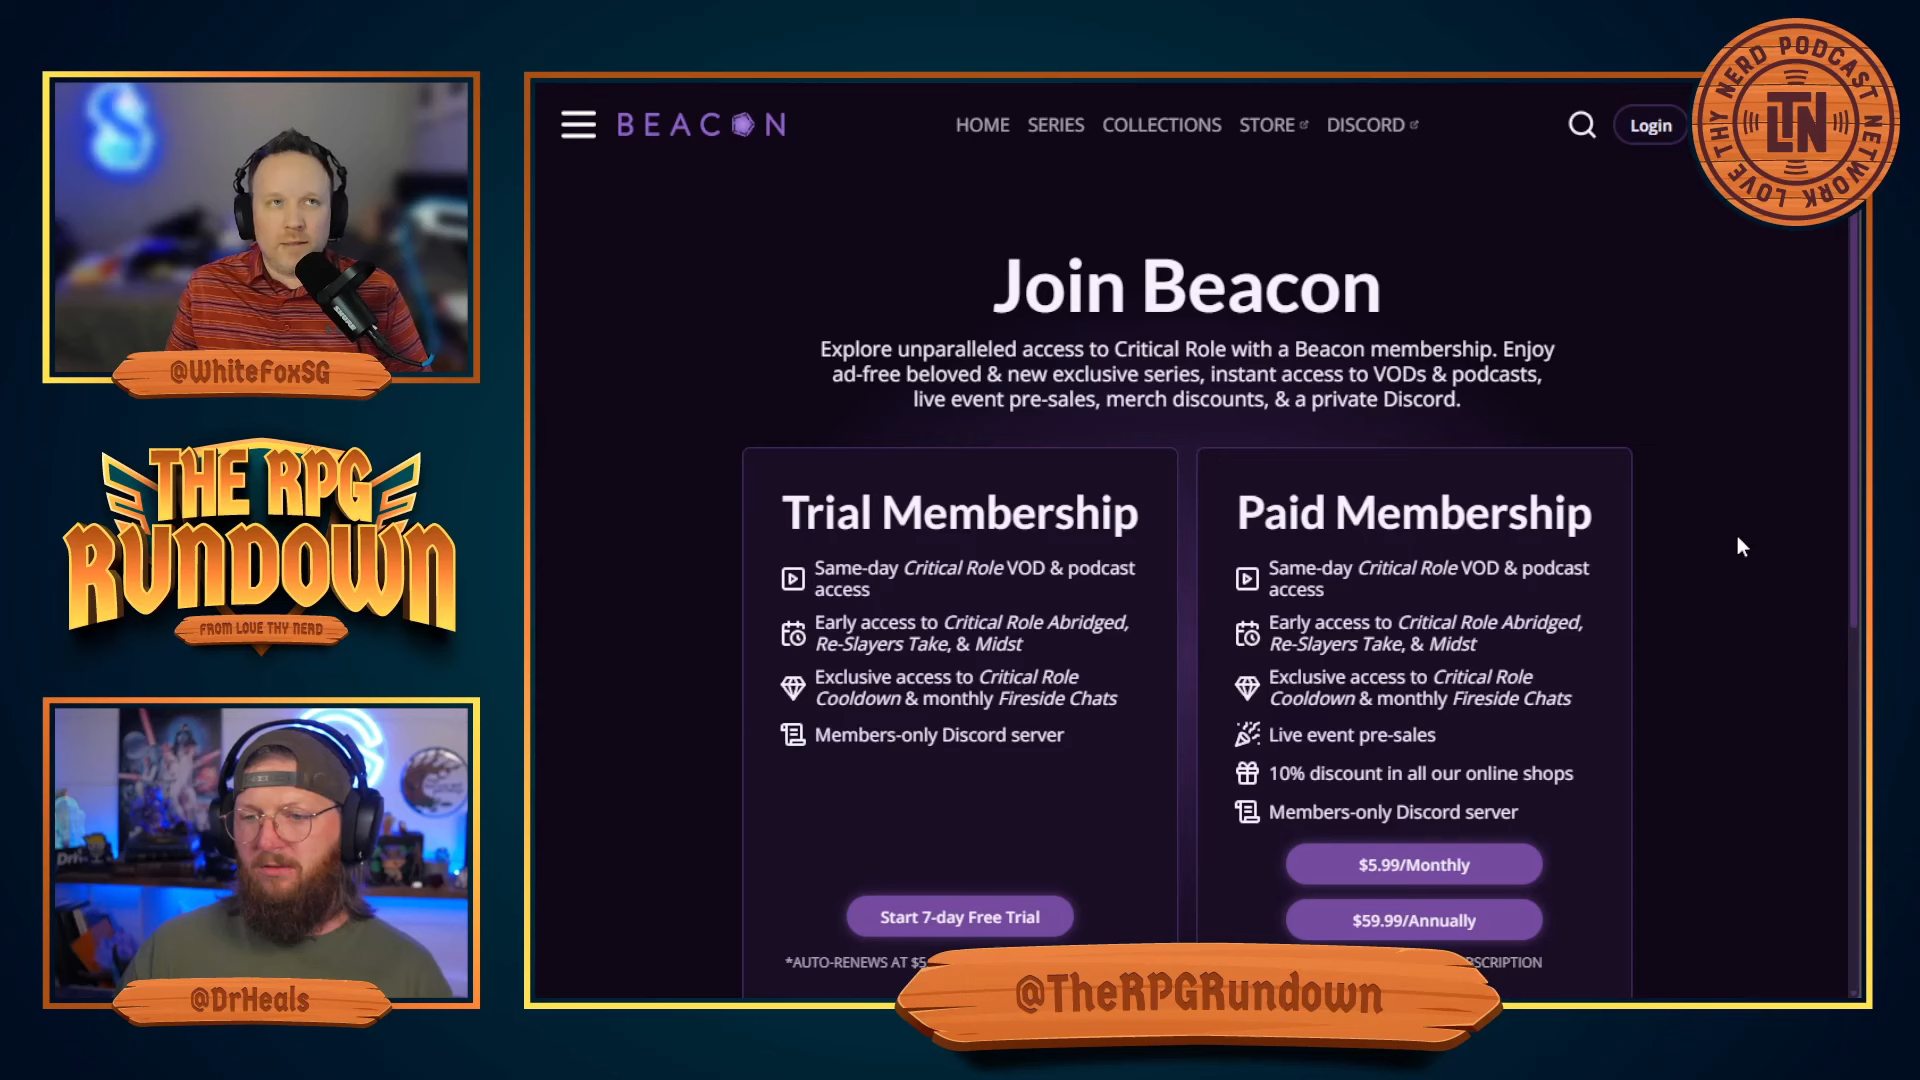 @WhiteFoxSG
THE RPG
RUNDOWN
FROM LOVE THY NERD
@DrHeals
BEACON
HOME SERIES COLLECTIONS STORE DISCORD
Login
LOVE THY NERD PODCAST NETWORK
LTN
Join Beacon
Explore unparalleled access to Critical Role with a Beacon membership. Enjoy
ad-free beloved & new exclusive series, instant access to VODs & podcasts,
live event pre-sales, merch discounts, & a private Discord.
Trial Membership
Same-day Critical Role VOD & podcast
access
Early access to Critical Role Abridged,
Re-Slayers Take, & Midst
Exclusive access to Critical Role
Cooldown & monthly Fireside Chats
Members-only Discord server
Start 7-day Free Trial
*AUTO-RENEWS AT $5
Paid Membership
Same-day Critical Role VOD & podcast
access
Early access to Critical Role Abridged,
Re-Slayers Take, & Midst
Exclusive access to Critical Role
Cooldown & monthly Fireside Chats
Live event pre-sales
10% discount in all our online shops
Members-only Discord server
$5.99/Monthly
$59.99/Annually
@TheRPGRundown